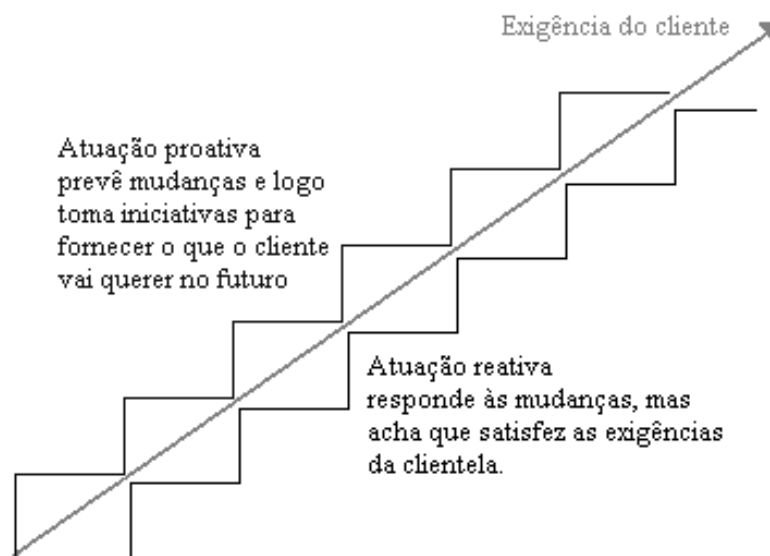 Exigência do cliente
Atuação proativa
prevê mudanças e logo
toma iniciativas para
fornecer o que o cliente
vai querer no futuro
Atuação reativa
responde às mudanças, mas
acha que satisfez as exigências
da clientela.